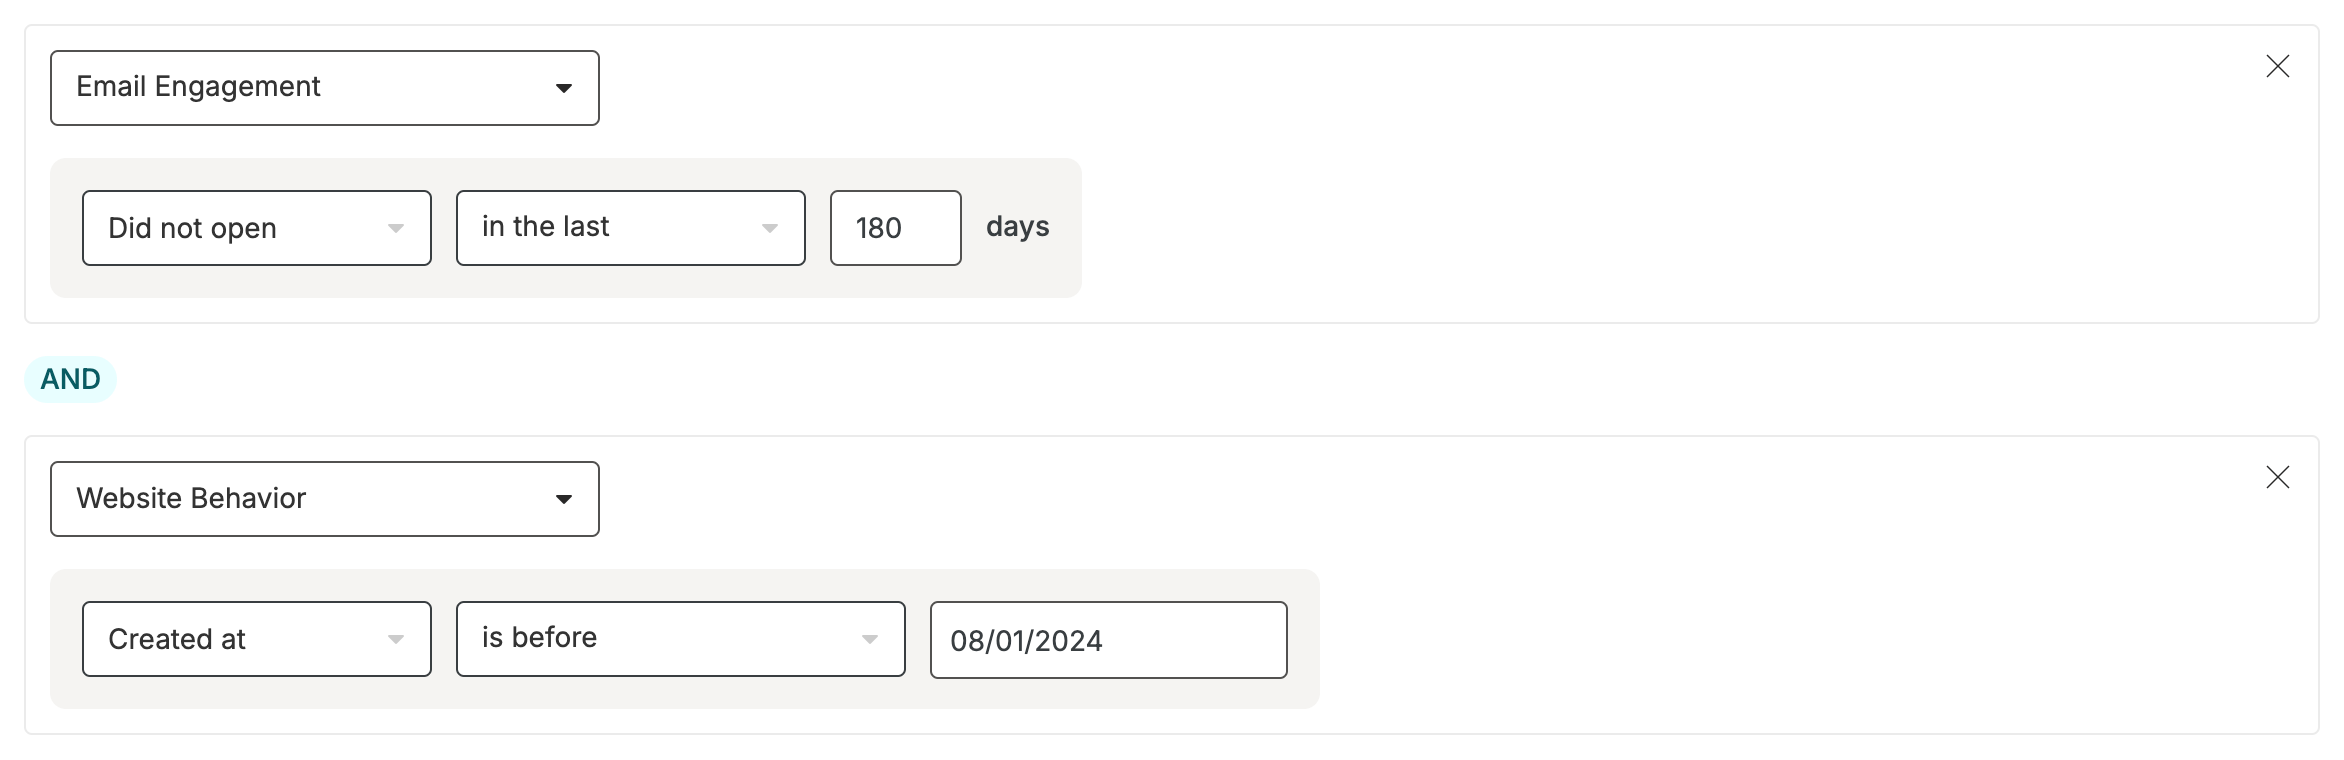 Email Engagement
Did not open in the last 180 days
AND
Website Behavior
Created at is before 08/01/2024